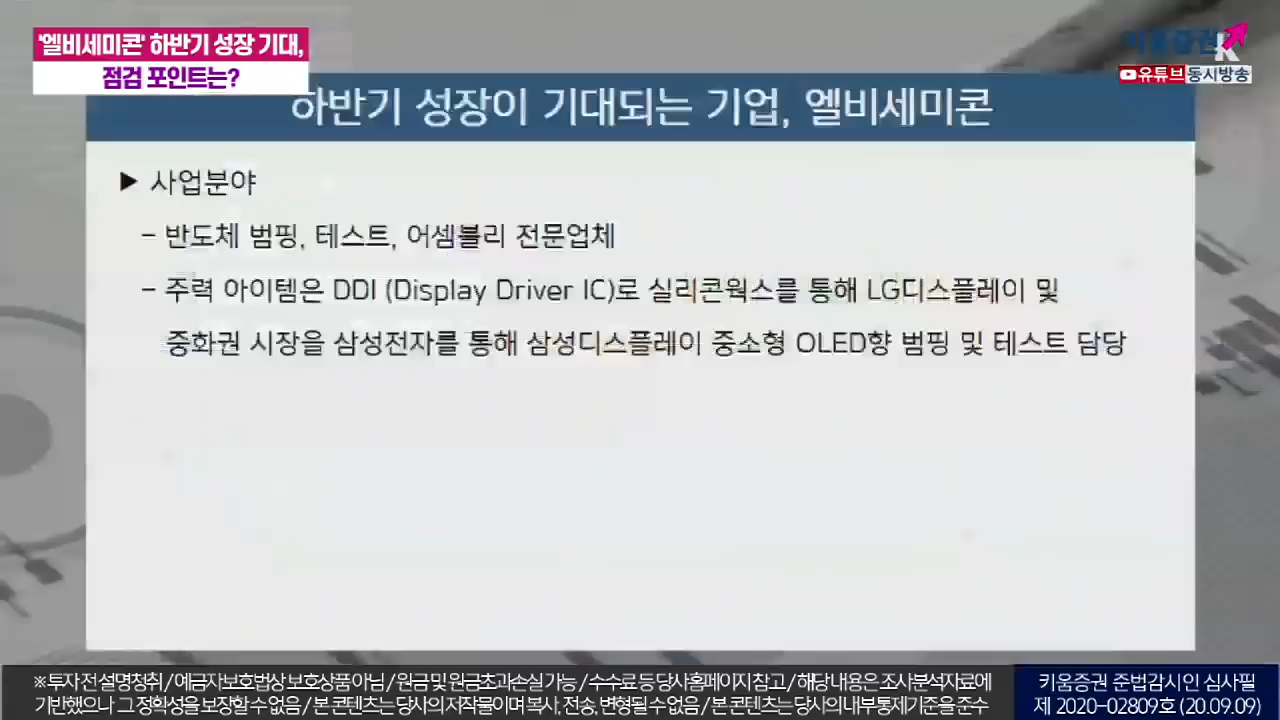 '엘비세미콘' 하반기 성장 기대,
점검 포인트는?
키움증권
유튜브동시방송
하반기 성장이 기대되는 기업, 엘비세미콘
▶ 사업분야
- 반도체 범핑, 테스트, 어셈블리 전문업체
- 주력 아이템은 DDI (Display Driver IC)로 실리콘웍스를 통해 LG디스플레이 및
중화권 시장을 삼성전자를 통해 삼성디스플레이 중소형 OLED향 범핑 및 테스트 담당
※ 투자 전 설명청취 / 예금자보호법상 보호상품 아님 / 원금 및 원금초과손실 가능 / 수수료 등 당사홈페이지 참고 / 해당 내용은 조사분석자료에
기반했으나 그 정확성을 보장할 수 없음 / 본 콘텐츠는 당사의 저작물이며 복사, 전송, 변형될 수 없음 / 본 콘텐츠는 당사의 내부통제기준을 준수
키움증권 준법감시인 심사필
제 2020-02809호 (20.09.09)